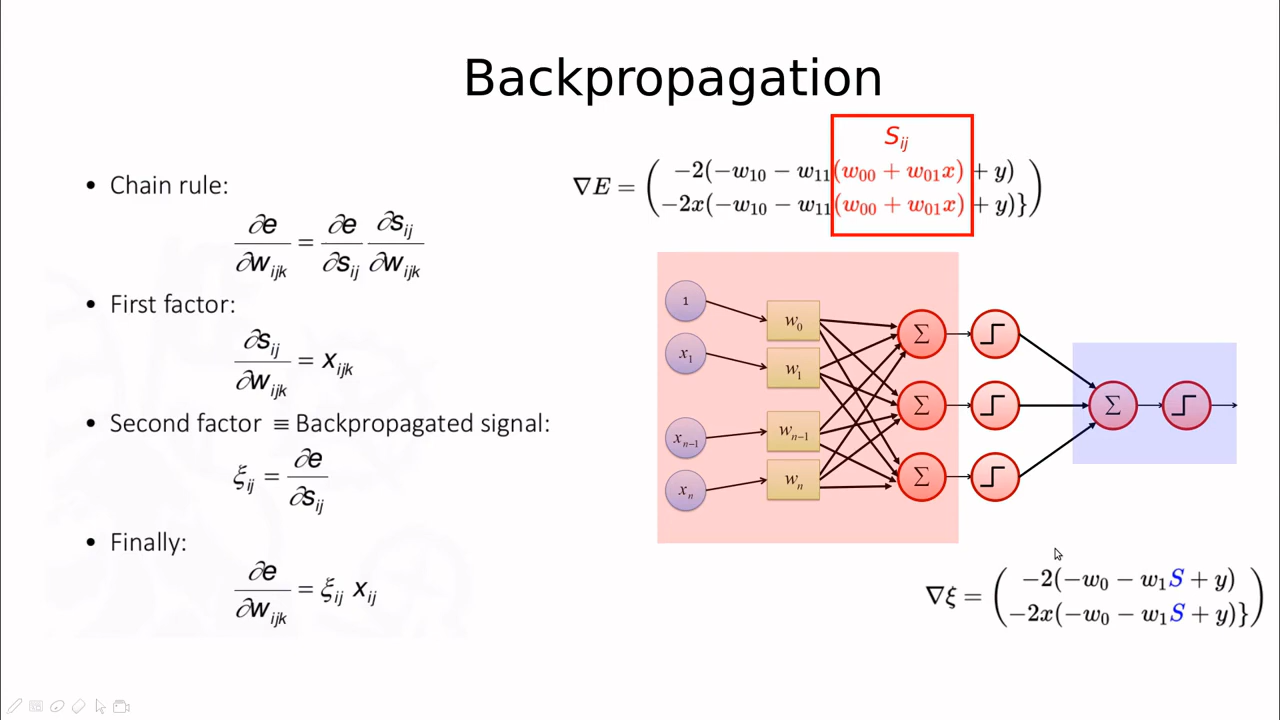 Backpropagation
• Chain rule:
∂e/∂w_ijk = ∂e/∂s_ij ∂s_ij/∂w_ijk
• First factor:
∂s_ij/∂w_ijk = x_ijk
• Second factor ≡ Backpropagated signal:
ξ_ij = ∂e/∂s_ij
• Finally:
∂e/∂w_ijk = ξ_ij x_ij
S_ij
∇E = ( −2(−w_10 − w_11(w_00 + w_01x) + y)
−2x(−w_10 − w_11(w_00 + w_01x) + y)} )
1
x_1
x_n−1
x_n
w_0
w_1
w_n−1
w_n
Σ
Σ
Σ
Σ
∇ξ = ( −2(−w_0 − w_1S + y)
−2x(−w_0 − w_1S + y)} )